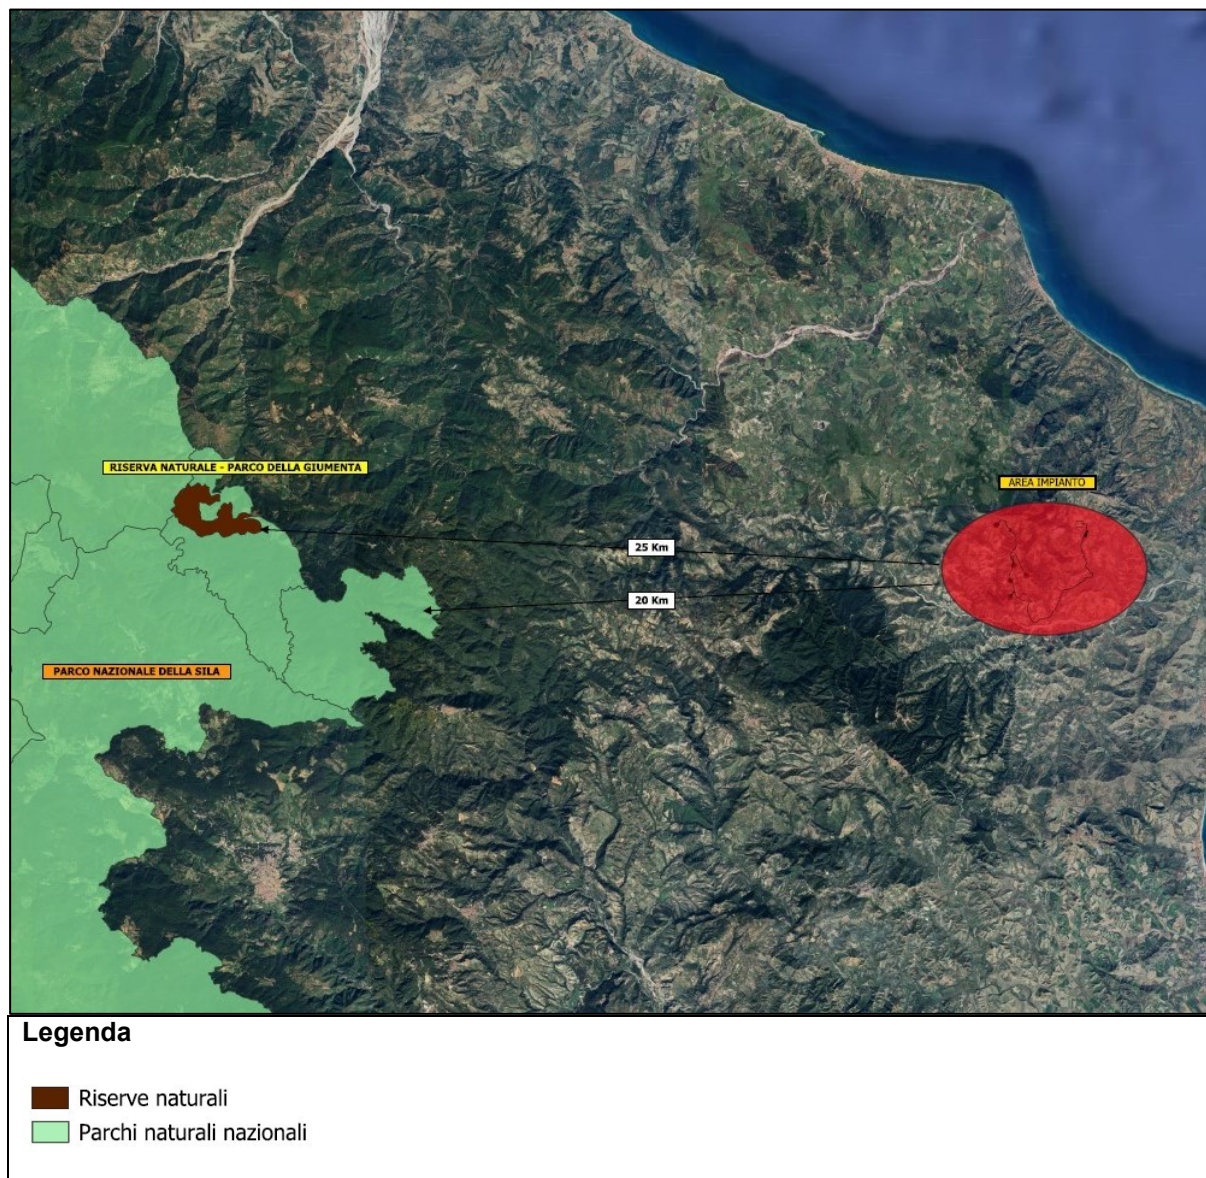 RISERVA NATURALE - PARCO DELLA GIUMENTA
AREA IMPIANTO
25 Km
20 Km
PARCO NAZIONALE DELLA SILA
Legenda
Riserve naturali
Parchi naturali nazionali